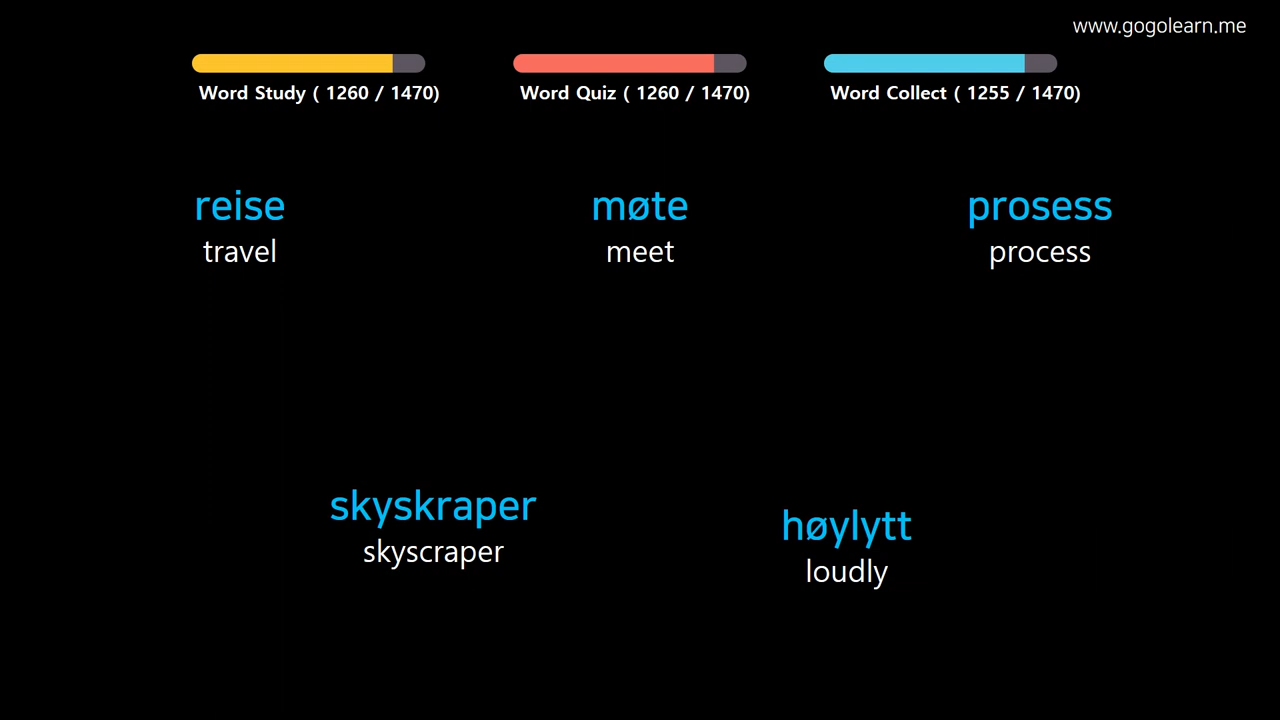 www.gogolearn.me
Word Study ( 1260 / 1470)
Word Quiz ( 1260 / 1470)
Word Collect ( 1255 / 1470)
reise
travel
møte
meet
prosess
process
skyskraper
skyscraper
høylytt
loudly